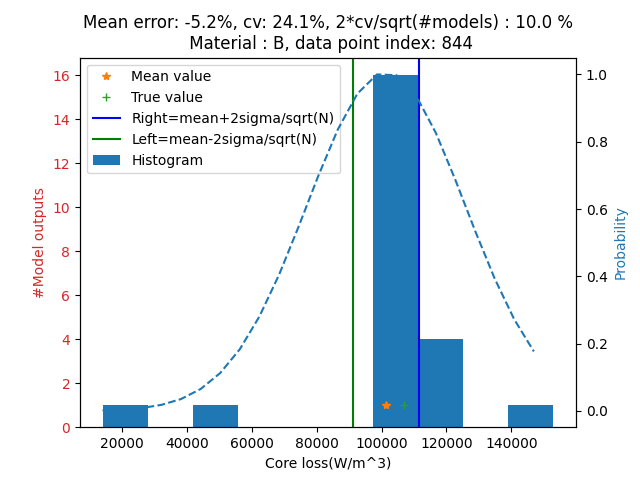 Mean error: -5.2%, cv: 24.1%, 2*cv/sqrt(#models) : 10.0 %
Material : B, data point index: 844
Mean value
True value
Right=mean+2sigma/sqrt(N)
Left=mean-2sigma/sqrt(N)
Histogram
16
14
12
10
8
6
4
2
0
#Model outputs
1.0
0.8
0.6
0.4
0.2
0.0
Probability
20000 40000 60000 80000 100000 120000 140000
Core loss(W/m^3)